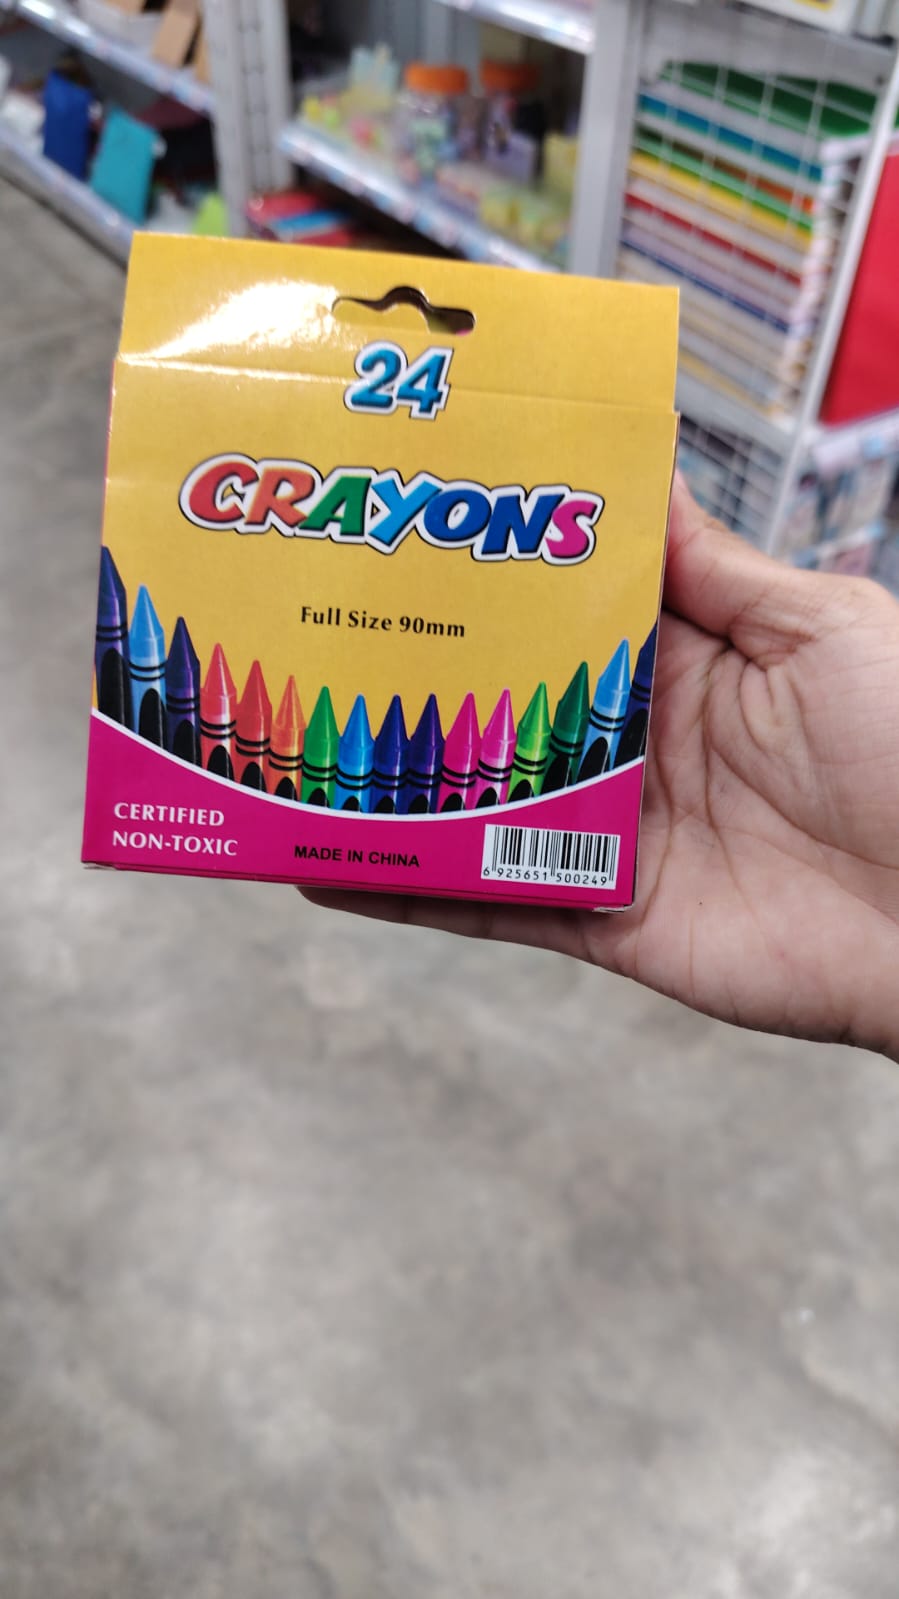 24
CRAYONS
Full Size 90mm
CERTIFIED
NON-TOXIC
MADE IN CHINA
6 925651 500249